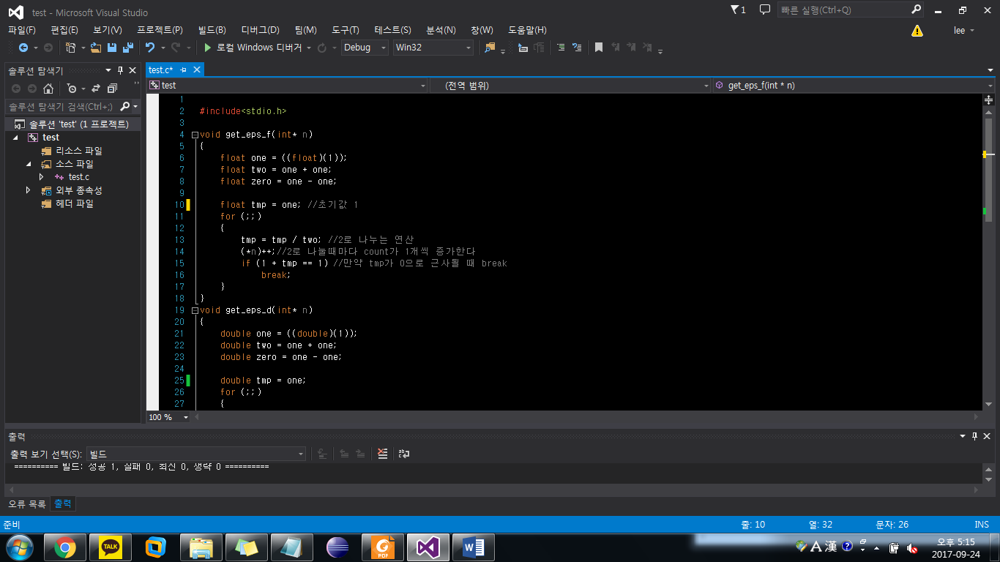 test - Microsoft Visual Studio
1
빠른 실행(Ctrl+Q)
파일(F) 편집(E) 보기(V) 프로젝트(P) 빌드(B) 디버그(D) 팀(M) 도구(T) 테스트(S) 분석(N) 창(W) 도움말(H)
lee
로컬 Windows 디버거 Debug Win32
솔루션 탐색기
솔루션 탐색기 검색(Ctrl+;)
솔루션 'test' (1 프로젝트)
test
리소스 파일
소스 파일
test.c
외부 종속성
헤더 파일
test.c*
test (전역 범위) get_eps_f(int * n)
1
2 #include<stdio.h>
3
4 void get_eps_f(int* n)
5 {
6 float one = ((float)(1));
7 float two = one + one;
8 float zero = one - one;
9
10 float tmp = one; //초기값 1
11 for (;;)
12 {
13 tmp = tmp / two; //2로 나누는 연산
14 (*n)++;//2로 나눌때마다 count가 1개씩 증가한다
15 if (1 + tmp == 1) //만약 tmp가 0으로 근사될 때 break
16 break;
17 }
18 }
19 void get_eps_d(int* n)
20 {
21 double one = ((double)(1));
22 double two = one + one;
23 double zero = one - one;
24
25 double tmp = one;
26 for (;;)
27 {
100 %
출력
출력 보기 선택(S): 빌드
========== 빌드: 성공 1, 실패 0, 최신 0, 생략 0 ==========
오류 목록 출력
준비 줄: 10 열: 32 문자: 26 INS
TALK
PDF
A 漢
오후 5:15
2017-09-24